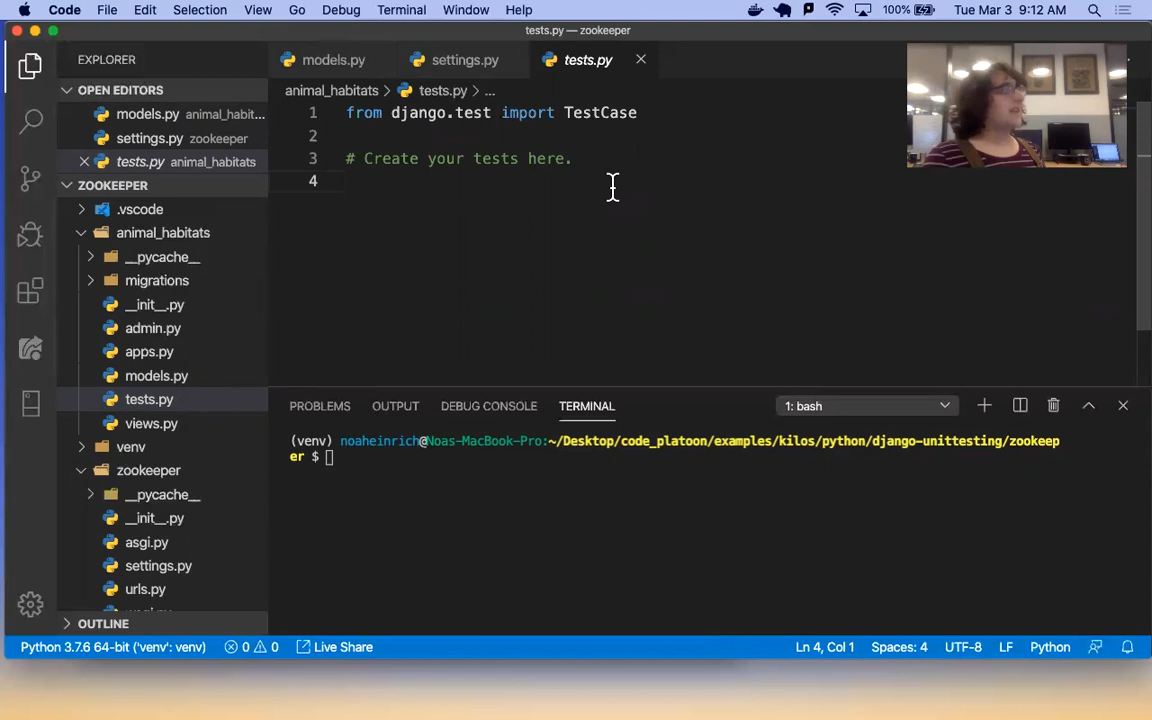 Code File Edit Selection View Go Debug Terminal Window Help 100% Tue Mar 3 9:12 AM
tests.py — zookeeper
EXPLORER
OPEN EDITORS
models.py animal_habit...
settings.py zookeeper
tests.py animal_habitats
ZOOKEEPER
.vscode
animal_habitats
__pycache__
migrations
__init__.py
admin.py
apps.py
models.py
tests.py
views.py
venv
zookeeper
__pycache__
__init__.py
asgi.py
settings.py
urls.py
OUTLINE
models.py settings.py tests.py
animal_habitats > tests.py > ...
1 from django.test import TestCase
2
3 # Create your tests here.
4
PROBLEMS OUTPUT DEBUG CONSOLE TERMINAL 1: bash
(venv) noaheinrich@Noas-MacBook-Pro:~/Desktop/code_platoon/examples/kilos/python/django-unittesting/zookeep
er $
Python 3.7.6 64-bit ('venv': venv) 0 0 Live Share Ln 4, Col 1 Spaces: 4 UTF-8 LF Python